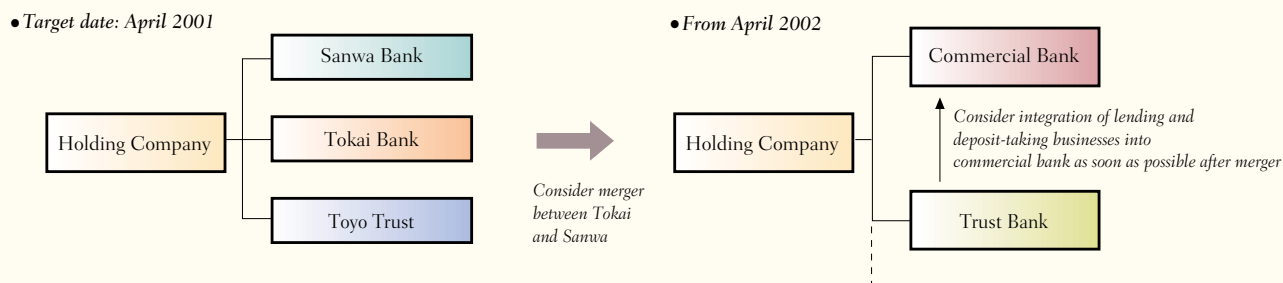 • Target date: April 2001
Sanwa Bank
Holding Company
Tokai Bank
Toyo Trust
Consider merger
between Tokai
and Sanwa
• From April 2002
Commercial Bank
Holding Company
Consider integration of lending and
deposit-taking businesses into
commercial bank as soon as possible after merger
Trust Bank